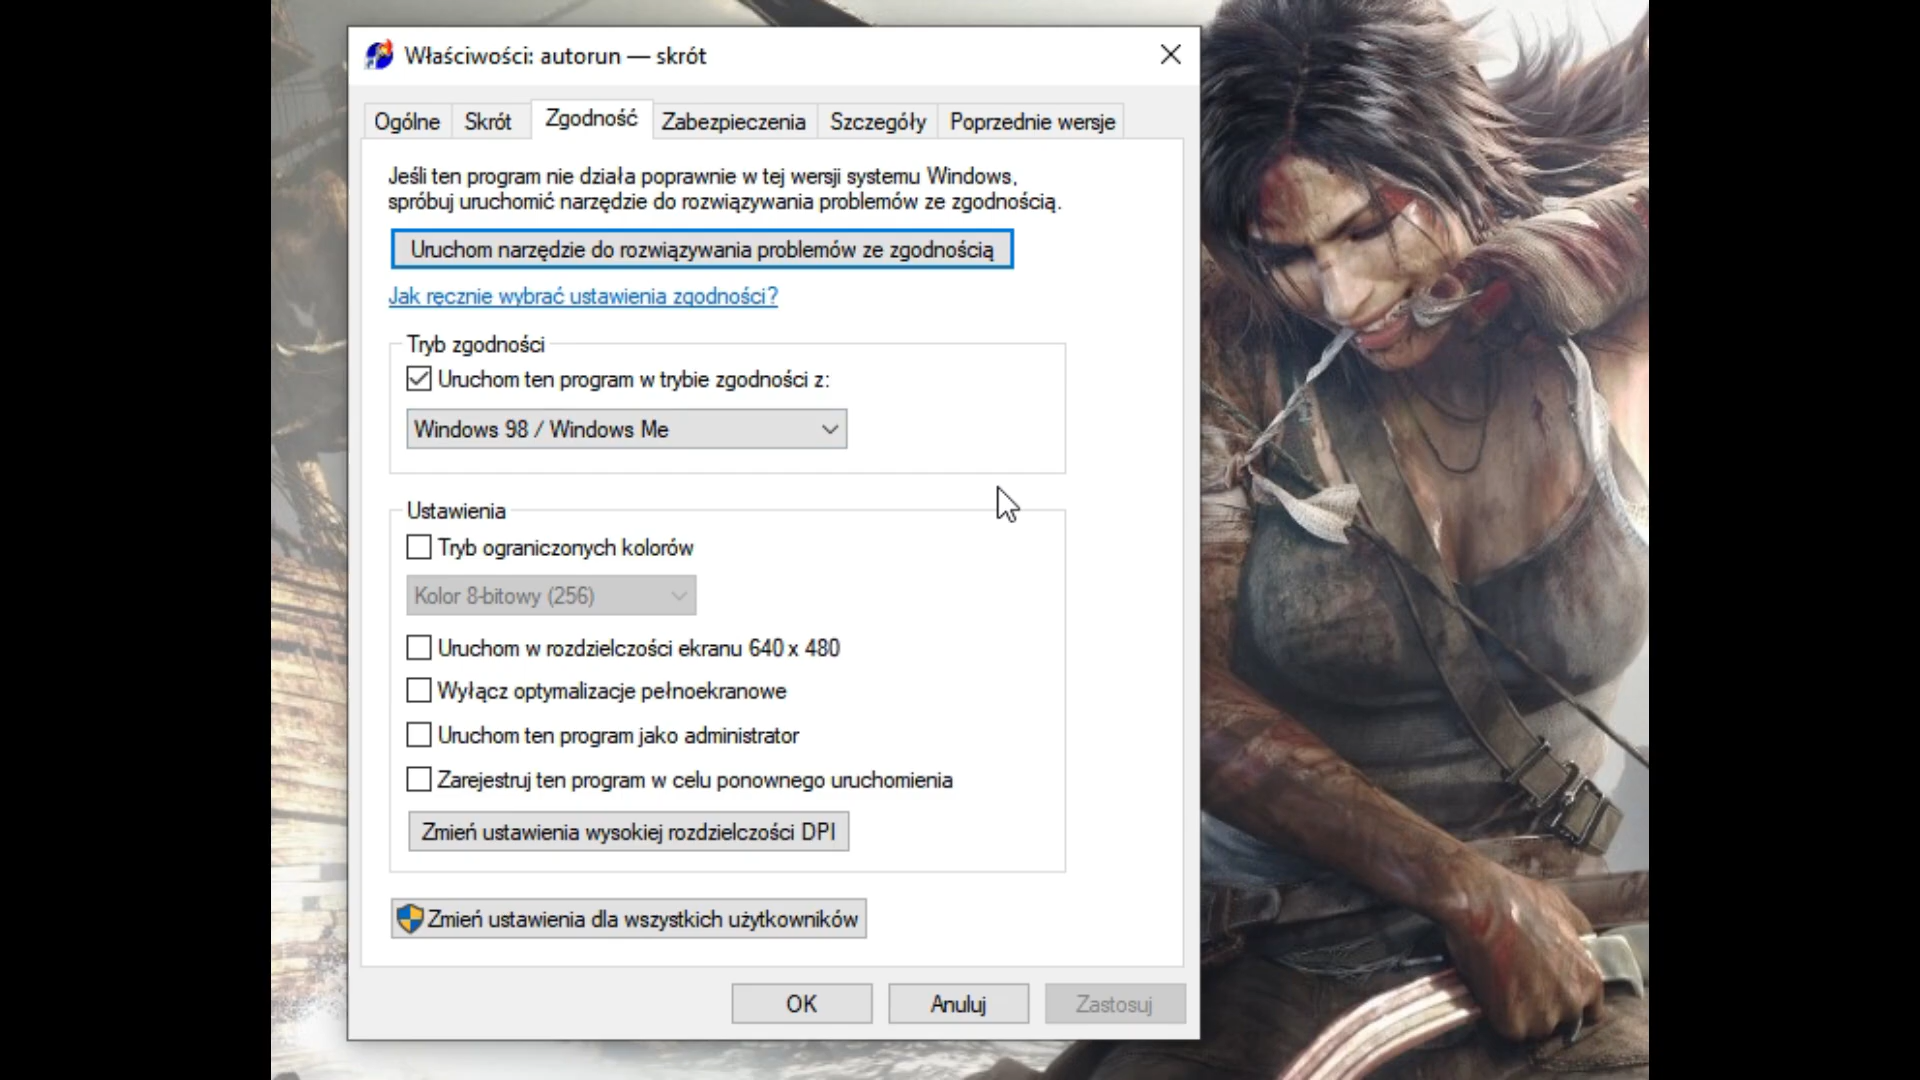 Właściwości: autorun — skrót
Ogólne
Skrót
Zgodność
Zabezpieczenia
Szczegóły
Poprzednie wersje
Jeśli ten program nie działa poprawnie w tej wersji systemu Windows,
spróbuj uruchomić narzędzie do rozwiązywania problemów ze zgodnością.
Uruchom narzędzie do rozwiązywania problemów ze zgodnością
Jak ręcznie wybrać ustawienia zgodności?
Tryb zgodności
Uruchom ten program w trybie zgodności z:
Windows 98 / Windows Me
Ustawienia
Tryb ograniczonych kolorów
Kolor 8-bitowy (256)
Uruchom w rozdzielczości ekranu 640 x 480
Wyłącz optymalizacje pełnoekranowe
Uruchom ten program jako administrator
Zarejestruj ten program w celu ponownego uruchomienia
Zmień ustawienia wysokiej rozdzielczości DPI
Zmień ustawienia dla wszystkich użytkowników
OK
Anuluj
Zastosuj